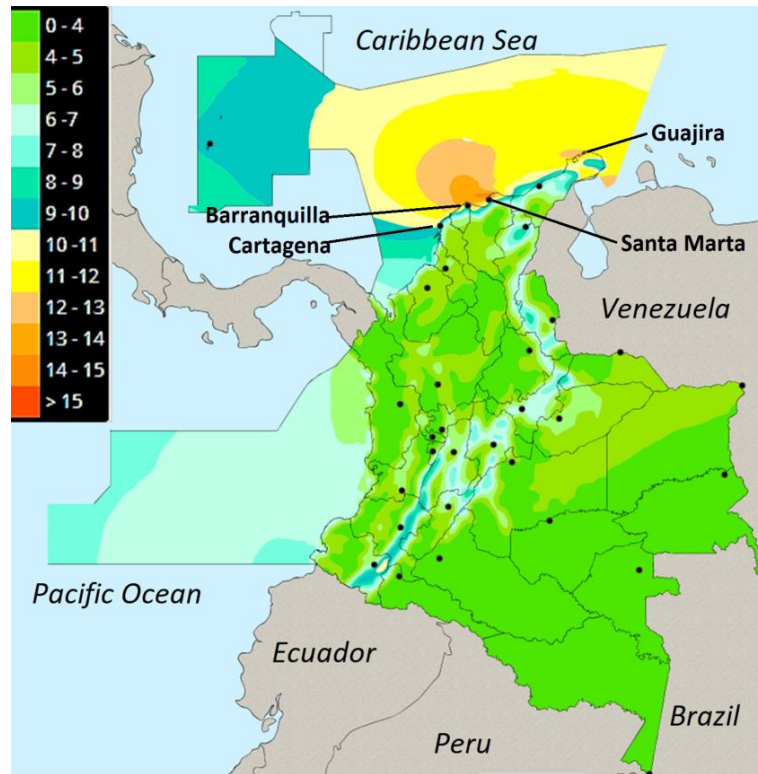 0 - 4
4 - 5
5 - 6
6 - 7
7 - 8
8 - 9
9 - 10
10 - 11
11 - 12
12 - 13
13 - 14
14 - 15
> 15
Caribbean Sea
Guajira
Barranquilla
Cartagena
Santa Marta
Venezuela
Pacific Ocean
Ecuador
Peru
Brazil